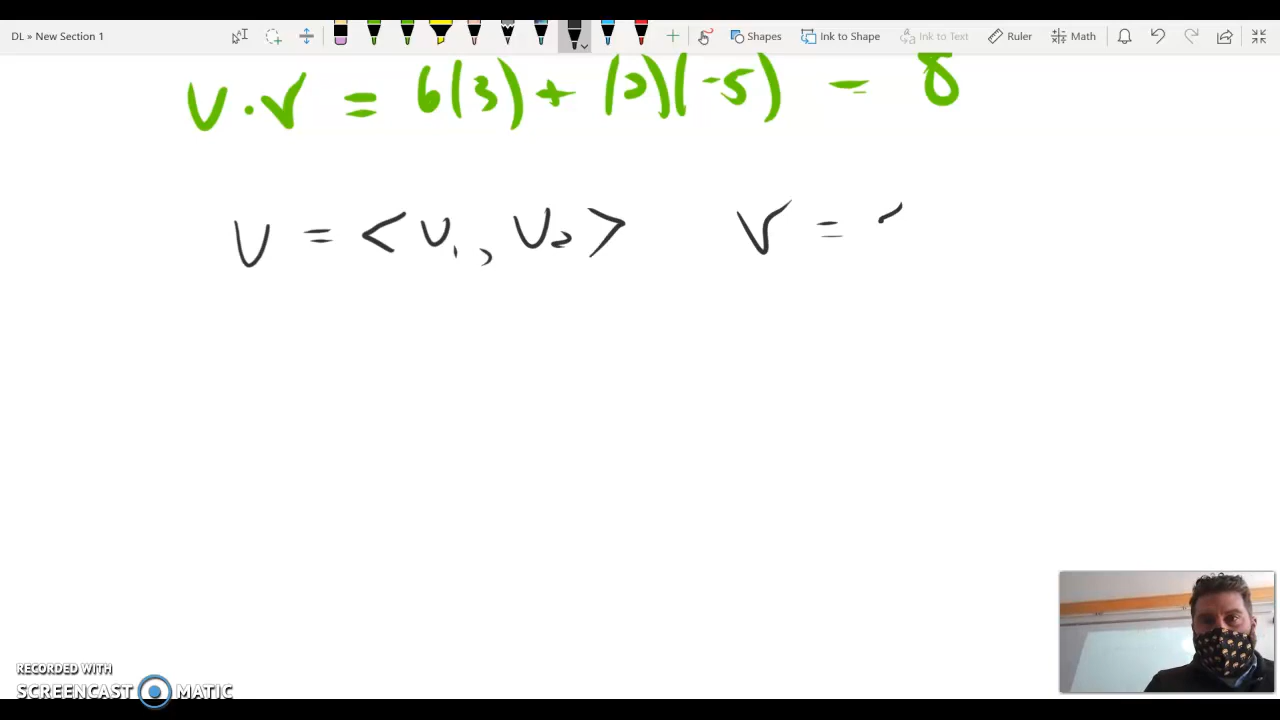 DL » New Section 1
Shapes
Ink to Shape
Ink to Text
Ruler
Math
U · V = 6(3) + (2)(-5) = 8
U = <U₁, U₂> V =
RECORDED WITH
SCREENCAST MATIC